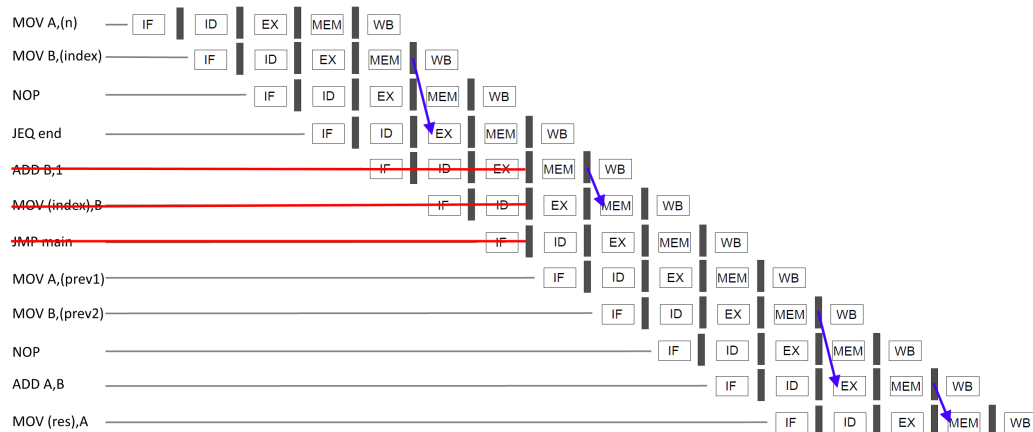 MOV A,(n) IF ID EX MEM WB
MOV B,(index) IF ID EX MEM WB
NOP IF ID EX MEM WB
JEQ end IF ID EX MEM WB
ADD B,1 IF ID EX MEM WB
MOV (index),B IF ID EX MEM WB
JMP main IF ID EX MEM WB
MOV A,(prev1) IF ID EX MEM WB
MOV B,(prev2) IF ID EX MEM WB
NOP IF ID EX MEM WB
ADD A,B IF ID EX MEM WB
MOV (res),A IF ID EX MEM WB